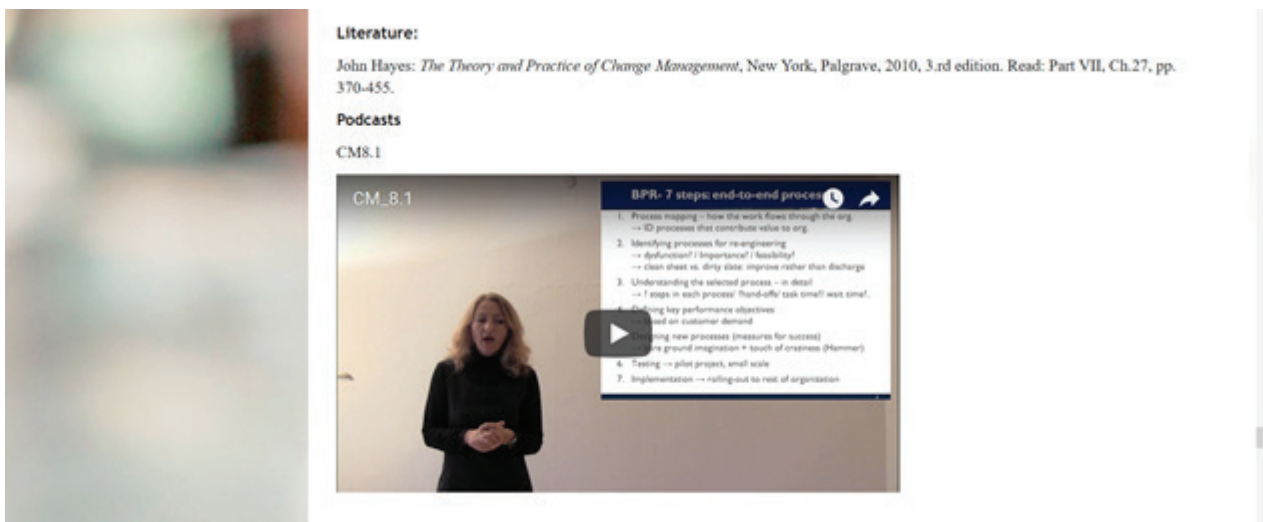 Literature:
John Hayes: The Theory and Practice of Change Management, New York, Palgrave, 2010, 3.rd edition. Read: Part VII, Ch.27, pp.
370-455.
Podcasts
CM8.1
CM_8.1
BPR- 7 steps: end-to-end proces
1. Process mapping – how the work flows through the org.
→ ID processes that contribute value to org.
2. Identifying processes for re-engineering
→ dysfunction? / Importance? / feasibility?
→ clean sheet vs. dirty slate: improve rather than discharge
3. Understanding the selected process – in detail
→ ? steps in each process/ ?hand-offs/ task time?/ wait time?..
key performance objectives
based on customer demand
new processes (measures for success)
ground imagination + touch of craziness (Hammer)
6. Testing → pilot project, small scale
7. Implementation → rolling-out to rest of organization